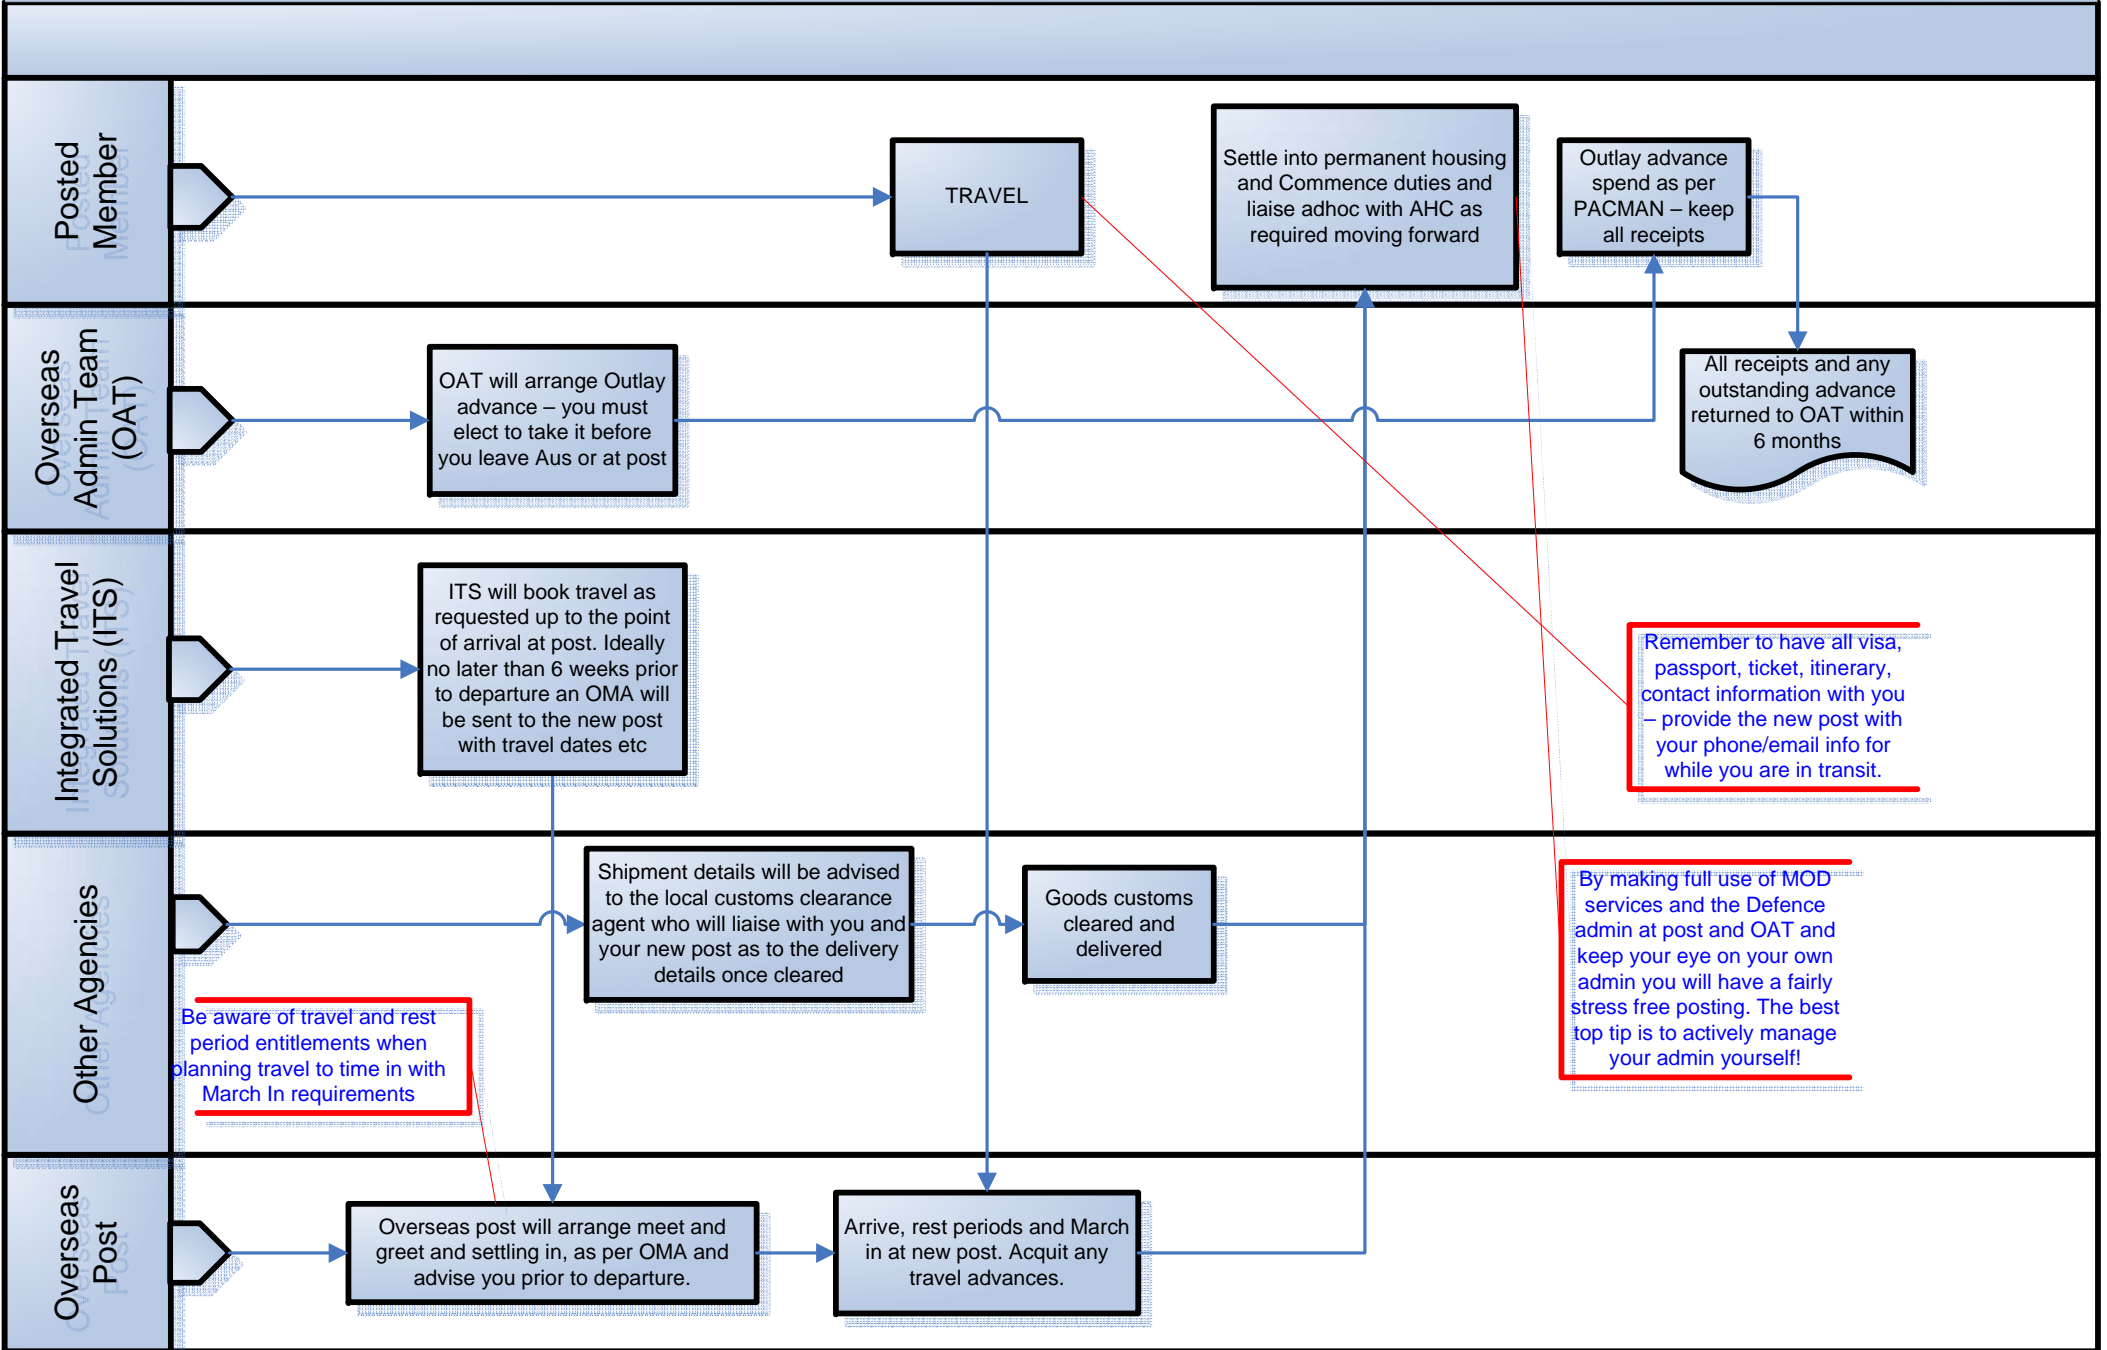 Posted
Member
TRAVEL
Settle into permanent housing
and Commence duties and
liaise adhoc with AHC as
required moving forward
Outlay advance
spend as per
PACMAN – keep
all receipts
Overseas
Admin Team
(OAT)
OAT will arrange Outlay
advance – you must
elect to take it before
you leave Aus or at post
All receipts and any
outstanding advance
returned to OAT within
6 months
Integrated Travel
Solutions (ITS)
ITS will book travel as
requested up to the point
of arrival at post. Ideally
no later than 6 weeks prior
to departure an OMA will
be sent to the new post
with travel dates etc
Remember to have all visa,
passport, ticket, itinerary,
contact information with you
– provide the new post with
your phone/email info for
while you are in transit.
Other Agencies
Shipment details will be advised
to the local customs clearance
agent who will liaise with you and
your new post as to the delivery
details once cleared
Goods customs
cleared and
delivered
By making full use of MOD
services and the Defence
admin at post and OAT and
keep your eye on your own
admin you will have a fairly
stress free posting. The best
top tip is to actively manage
your admin yourself!
Be aware of travel and rest
period entitlements when
planning travel to time in with
March In requirements
Overseas
Post
Overseas post will arrange meet and
greet and settling in, as per OMA and
advise you prior to departure.
Arrive, rest periods and March
in at new post. Acquit any
travel advances.